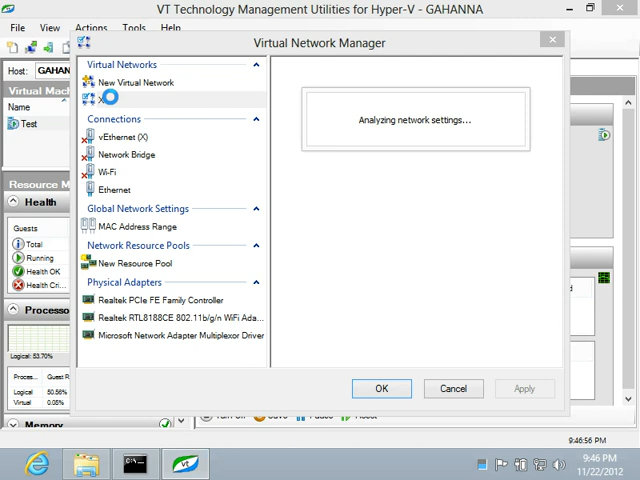 VT Technology Management Utilities for Hyper-V - GAHANNA
File View Actions Tools Help
Host: GAHAN
Virtual Mach
Name
Test
Resource M
Health
Guests
Total
Running
Health OK
Health Cri...
Processo
Logical: 53.70%
Proces... Guest R
Logical 50.56%
Virtual 0.05%
Memory
Virtual Network Manager
Virtual Networks
New Virtual Network
X
Connections
vEthernet (X)
Network Bridge
Wi-Fi
Ethernet
Global Network Settings
MAC Address Range
Network Resource Pools
New Resource Pool
Physical Adapters
Realtek PCIe FE Family Controller
Realtek RTL8188CE 802.11b/g/n WiFi Ada...
Microsoft Network Adapter Multiplexor Driver
Analyzing network settings...
OK Cancel Apply
9:46:56 PM
vt
9:46 PM
11/22/2012